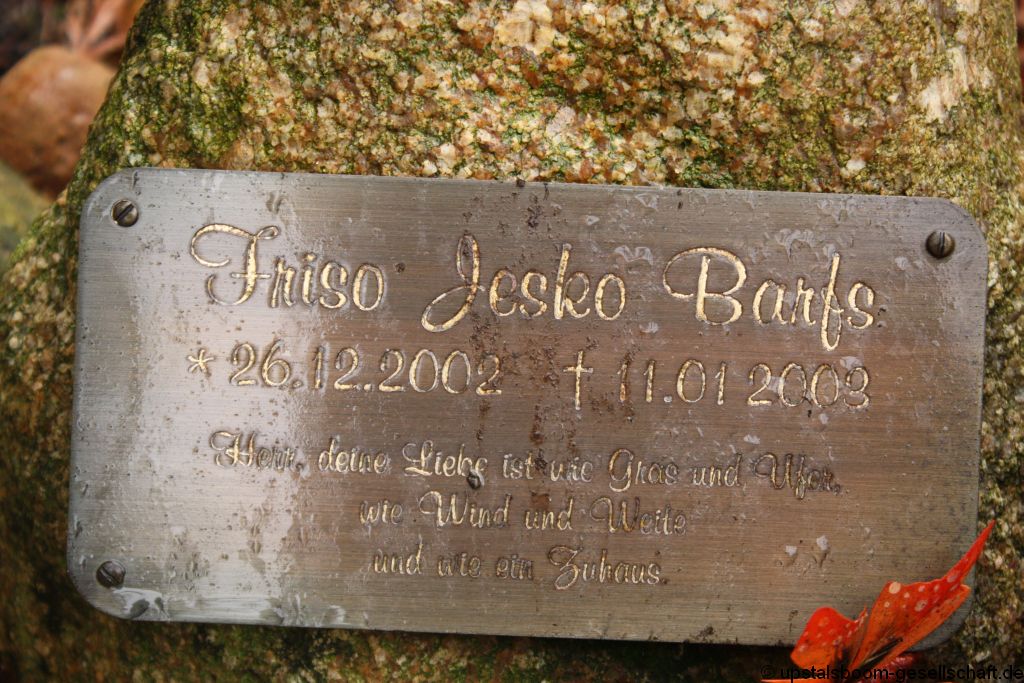 Friso Jesko Barfs
* 26.12.2002 † 11.01.2003
Herr, deine Liebe ist wie Gras und Ufer,
wie Wind und Weite
und wie ein Zuhaus.
© upstalsboom-gesellschaft.de